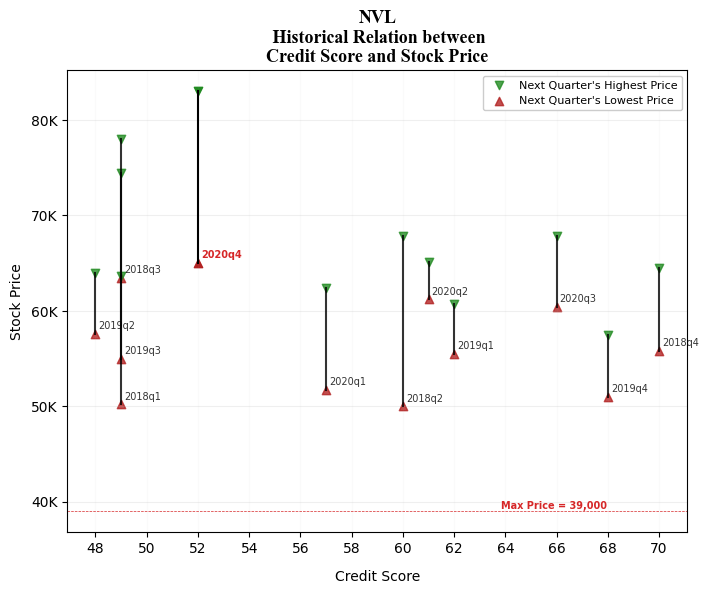 NVL
Historical Relation between
Credit Score and Stock Price
Next Quarter's Highest Price
Next Quarter's Lowest Price
Stock Price
80K
70K
60K
50K
40K
2020q4
2018q3
2020q2
2020q3
2019q2
2019q3
2019q1
2018q4
2020q1
2019q4
2018q1
2018q2
Max Price = 39,000
48 50 52 54 56 58 60 62 64 66 68 70
Credit Score